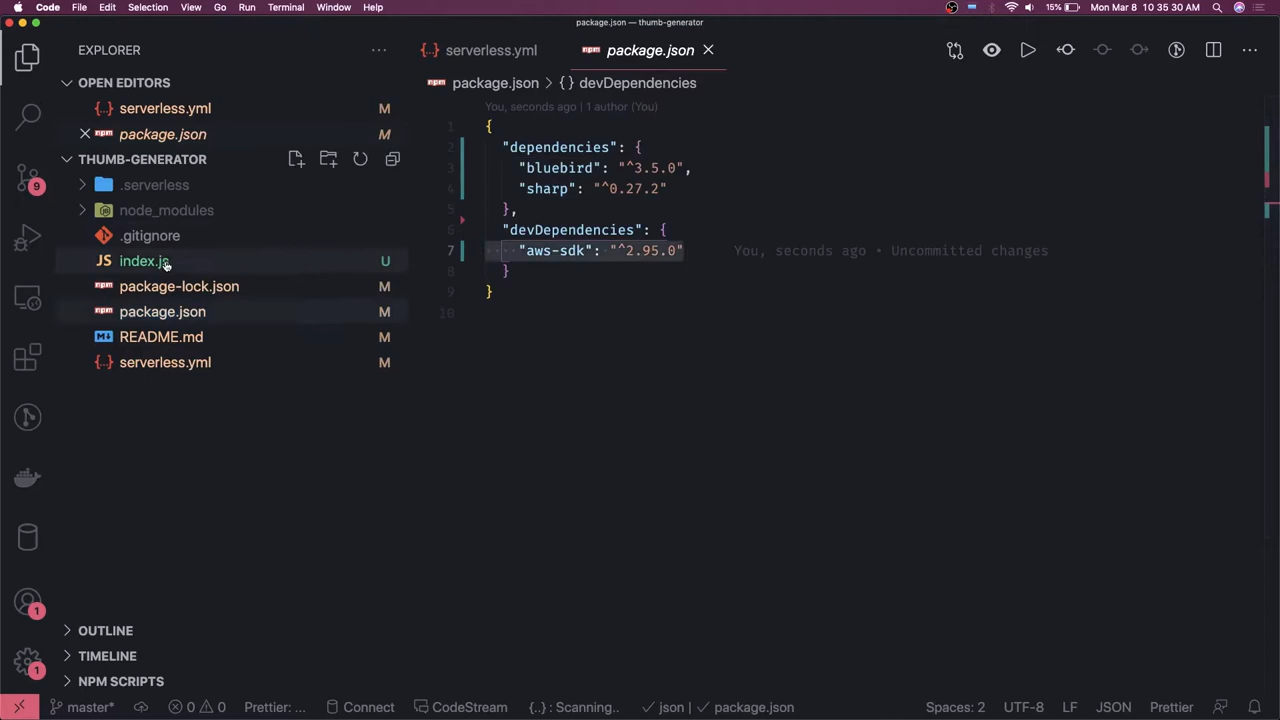 Code File Edit Selection View Go Run Terminal Window Help 15% Mon Mar 8 10:35:30 AM
package.json — thumb-generator
EXPLORER
OPEN EDITORS
serverless.yml M
package.json M
THUMB-GENERATOR
.serverless
node_modules
.gitignore
index.js U
package-lock.json M
package.json M
README.md M
serverless.yml M
OUTLINE
TIMELINE
NPM SCRIPTS
9
1
1
serverless.yml package.json
package.json > {} devDependencies
You, seconds ago | 1 author (You)
1 {
2 "dependencies": {
3 "bluebird": "^3.5.0",
4 "sharp": "^0.27.2"
5 },
6 "devDependencies": {
7 "aws-sdk": "^2.95.0" You, seconds ago • Uncommitted changes
8 }
9 }
10
master* 0 0 Prettier: ... Connect CodeStream {..} : Scanning.. json | package.json Spaces: 2 UTF-8 LF JSON Prettier